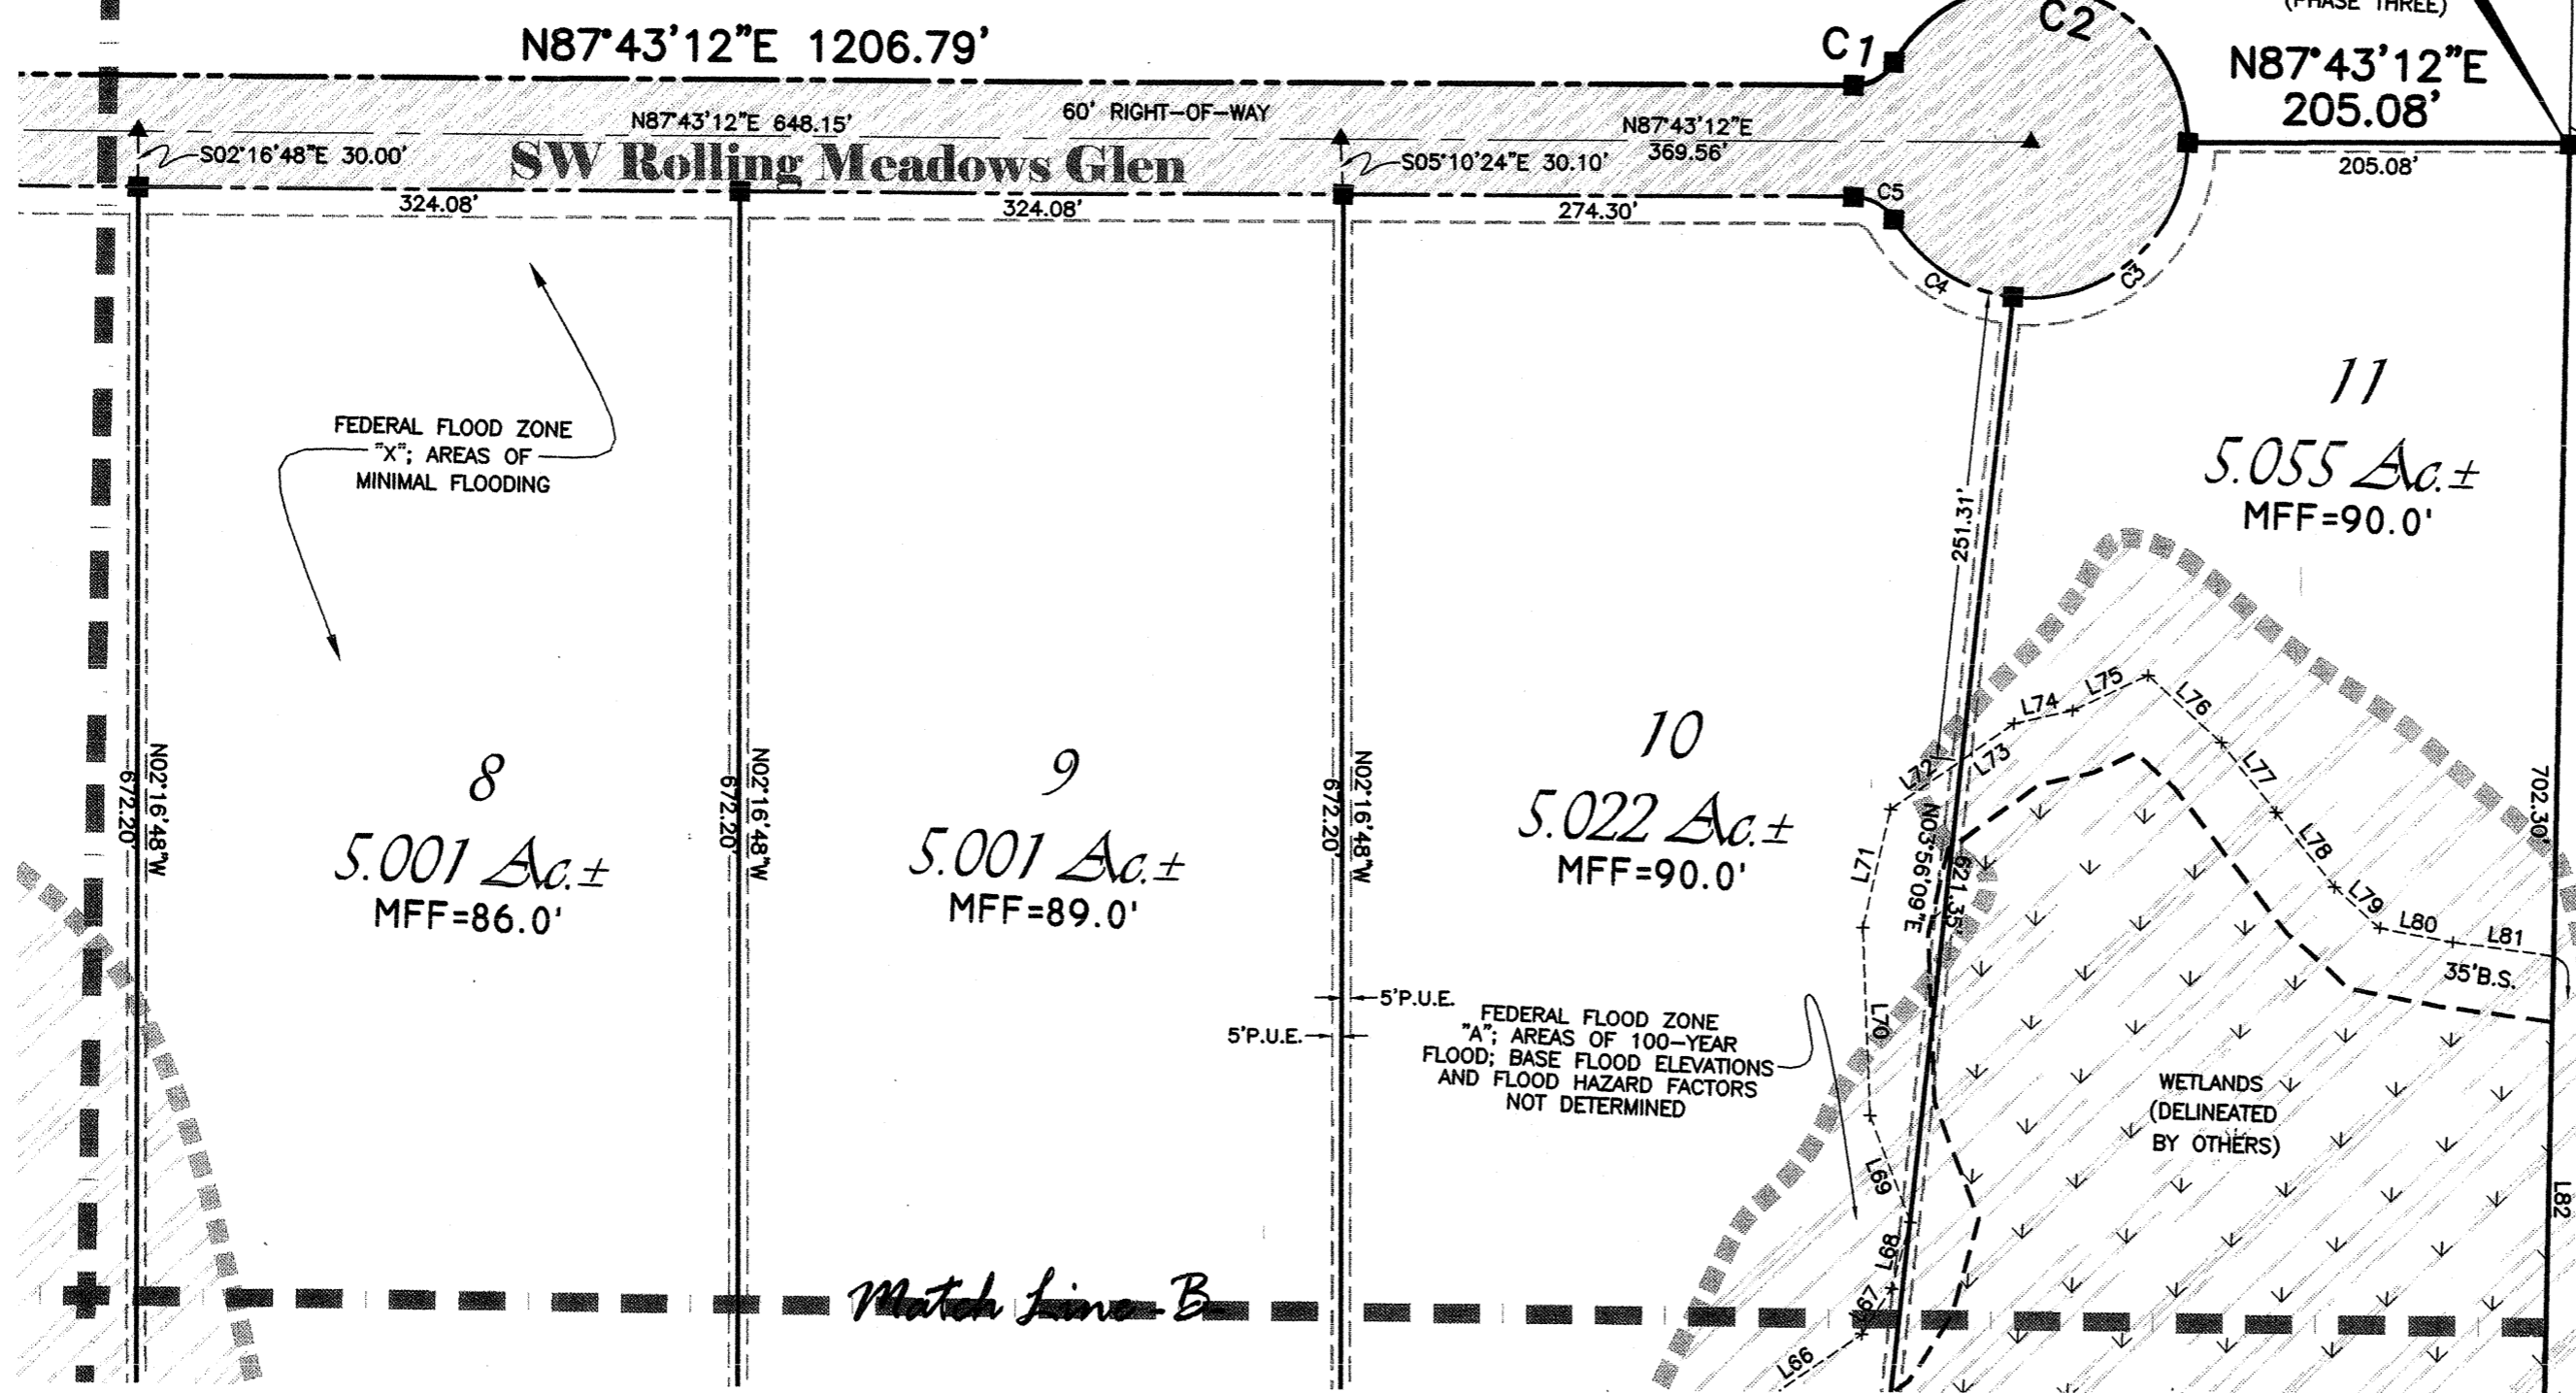 (PHASE THREE)
N87°43'12"E 1206.79'
C1
C2
N87°43'12"E
205.08'
205.08'
60' RIGHT-OF-WAY
N87°43'12"E 648.15'
N87°43'12"E
369.56'
S02°16'48"E 30.00'
SW Rolling Meadows Glen
S05°10'24"E 30.10'
324.08'
324.08'
274.30'
C5
C4
C3
FEDERAL FLOOD ZONE
"X"; AREAS OF
MINIMAL FLOODING
N02°16'48"W
672.20'
8
5.001 Ac.±
MFF=86.0'
N02°16'48"W
672.20'
9
5.001 Ac.±
MFF=89.0'
N02°16'48"W
672.20'
10
5.022 Ac.±
MFF=90.0'
251.31'
N03°56'09"E
621.35'
11
5.055 Ac.±
MFF=90.0'
702.30'
L75
L74
L76
L73
L72
L77
L71
L78
L79
L80
L81
35'B.S.
L70
5'P.U.E.
5'P.U.E.
FEDERAL FLOOD ZONE
"A"; AREAS OF 100-YEAR
FLOOD; BASE FLOOD ELEVATIONS
AND FLOOD HAZARD FACTORS
NOT DETERMINED
WETLANDS
(DELINEATED
BY OTHERS)
L69
L82
L68
L67
L66
Match Line-B